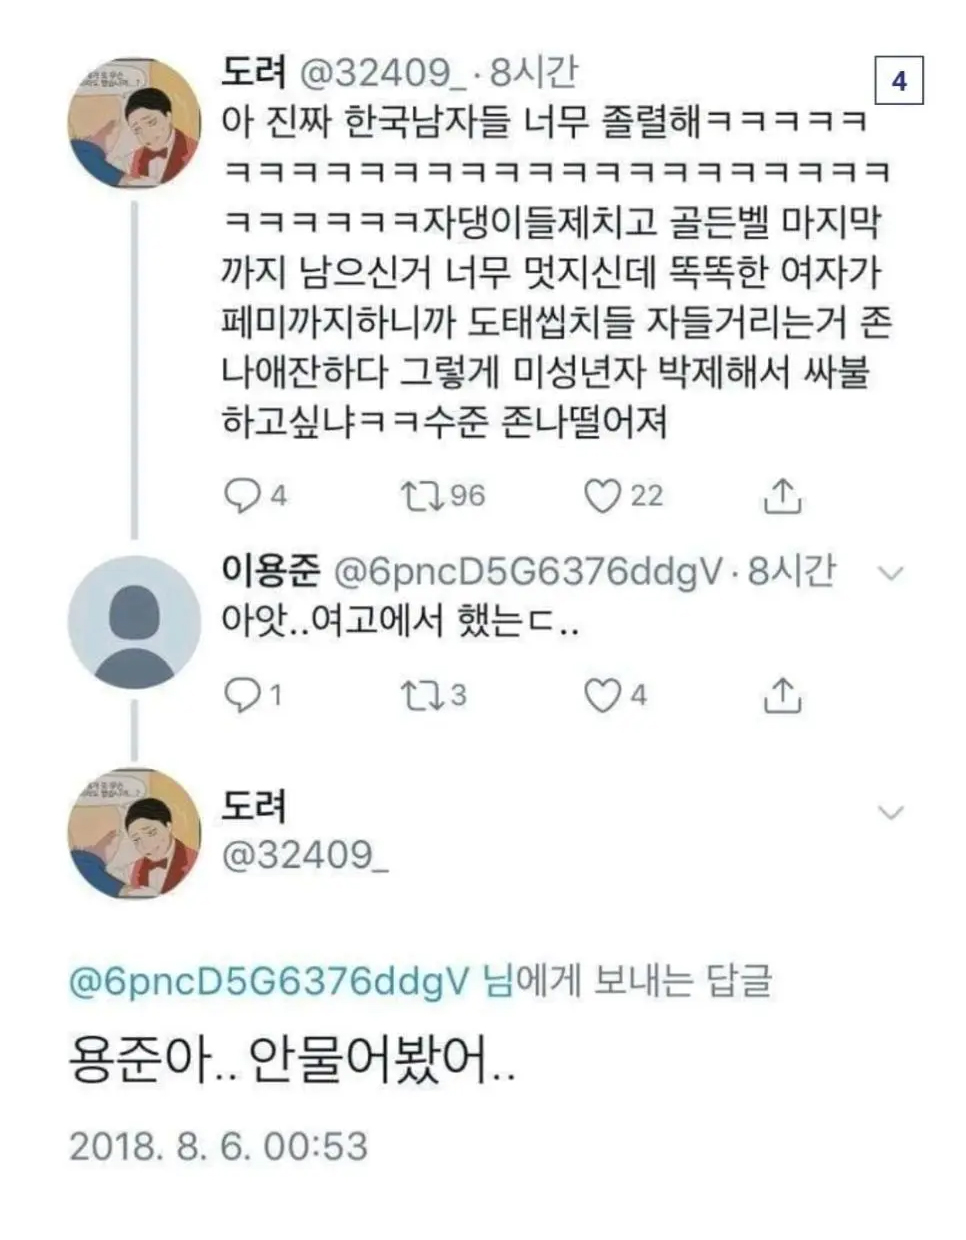 도려 @32409_ · 8시간
4
아 진짜 한국남자들 너무 졸렬해ㅋㅋㅋㅋㅋ
ㅋㅋㅋㅋㅋㅋㅋㅋㅋㅋㅋㅋㅋㅋㅋㅋㅋㅋㅋㅋ
ㅋㅋㅋㅋㅋㅋ자댕이들제치고 골든벨 마지막
까지 남으신거 너무 멋지신데 똑똑한 여자가
페미까지하니까 도태씹치들 자들거리는거 존
나애잔하다 그렇게 미성년자 박제해서 싸불
하고싶냐ㅋㅋ수준 존나떨어져
4 96 22
이용준 @6pncD5G6376ddgV · 8시간
아앗..여고에서 했는ㄷ..
1 3 4
도려
@32409_
@6pncD5G6376ddgV 님에게 보내는 답글
용준아.. 안물어봤어..
2018. 8. 6. 00:53